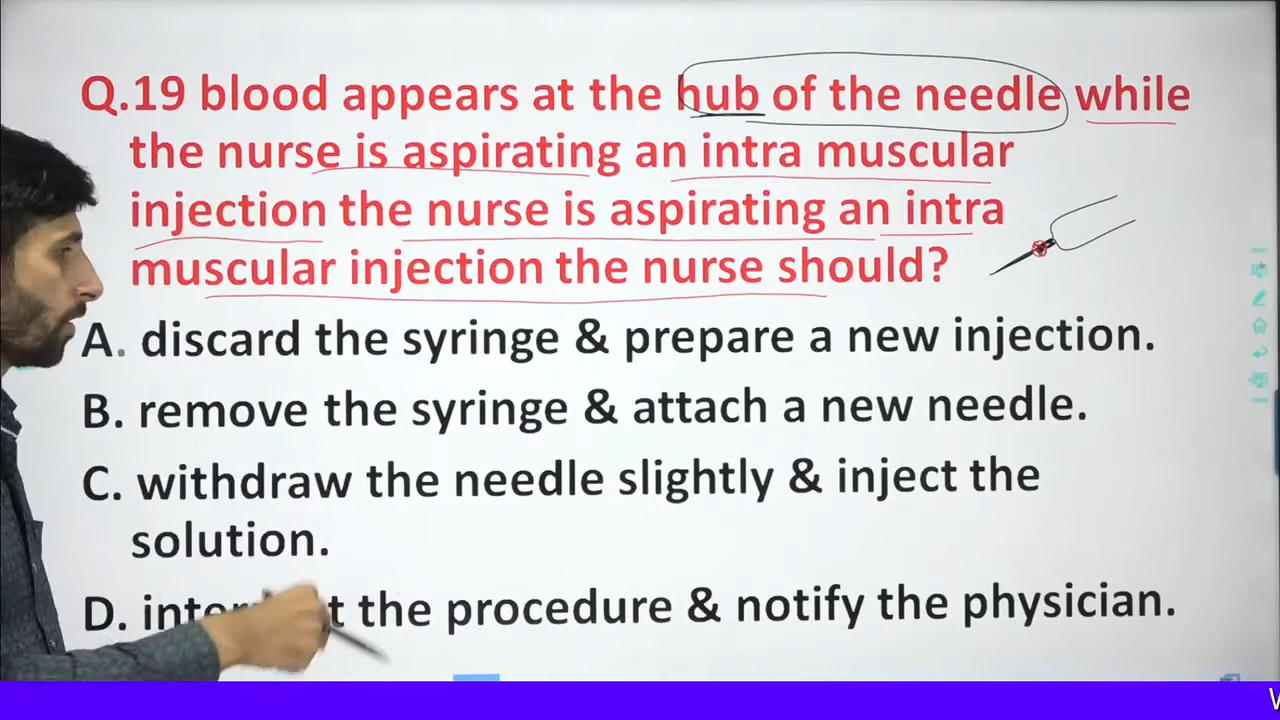 Q.19 blood appears at the hub of the needle while
the nurse is aspirating an intra muscular
injection the nurse is aspirating an intra
muscular injection the nurse should?
A. discard the syringe & prepare a new injection.
B. remove the syringe & attach a new needle.
C. withdraw the needle slightly & inject the
solution.
D. the procedure & notify the physician.